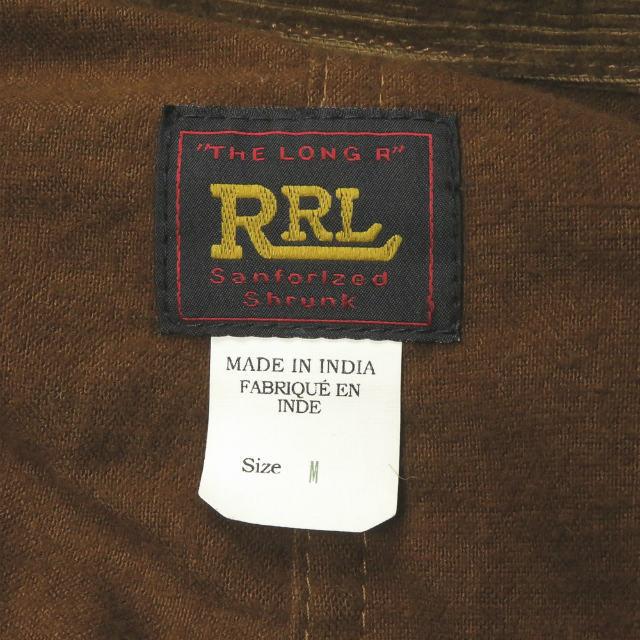 "THE LONG R"
RRL
Sanforized
Shrunk
MADE IN INDIA
FABRIQUÉ EN
INDE
Size M